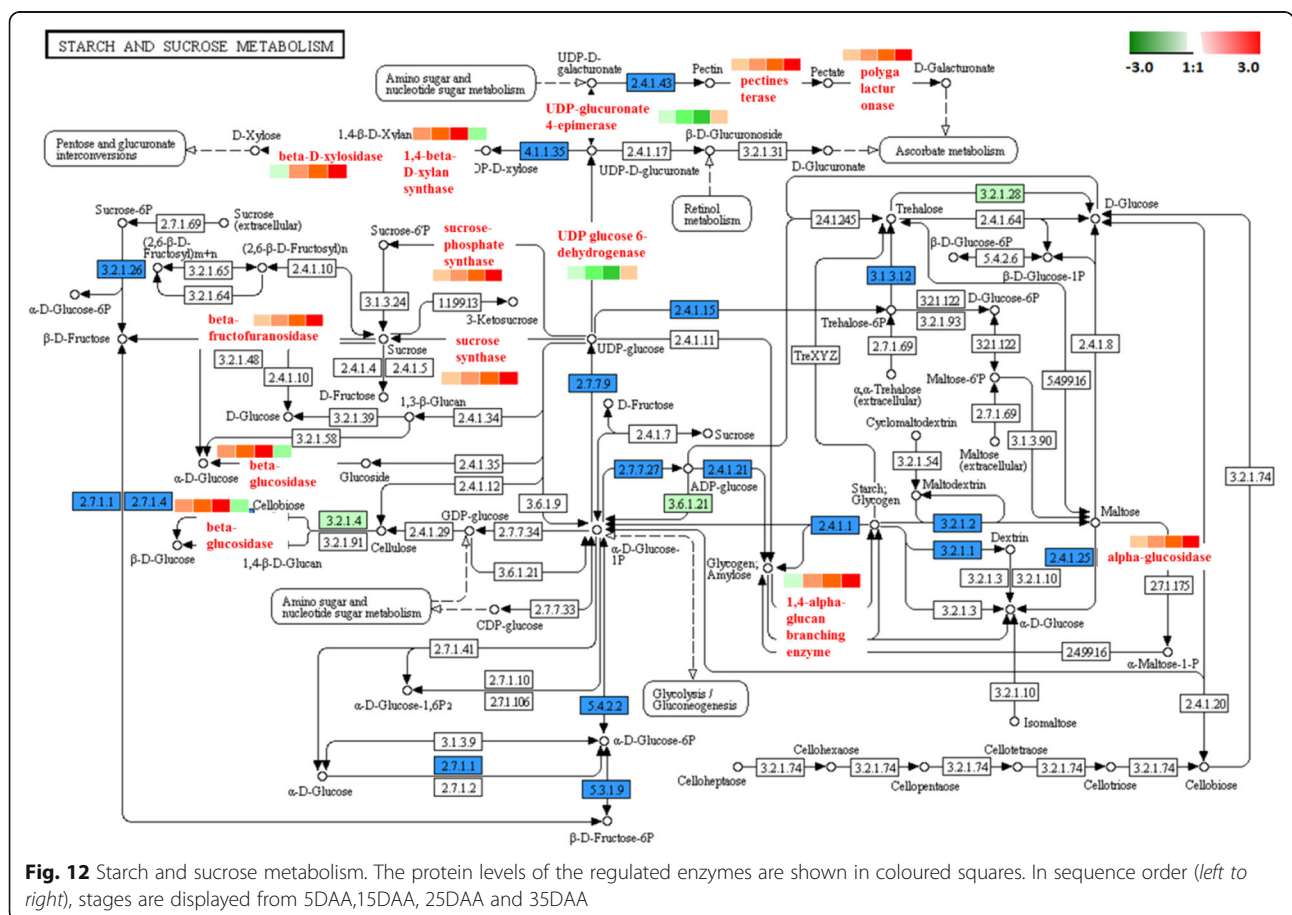 STARCH AND SUCROSE METABOLISM
-3.0 1:1 3.0
UDP-D-
galacturonate
Amino sugar and
nucleotide sugar metabolism
2.4.1.43
Pectin
pectines
terase
Pectate
polyga
lactur
onase
D-Galacturonate
UDP-glucuronate
4-epimerase
β-D-Glucuronoside
Pentose and glucuronate
interconversions
D-Xylose
beta-D-xylosidase
1,4-β-D-Xylan
1,4-beta-
D-xylan
synthase
DP-D-xylose
4.1.1.35
2.4.1.17
UDP-D-glucuronate
3.2.1.31
D-Glucuronate
Ascorbate metabolism
Retinol
metabolism
Sucrose-6P
2.7.1.69
Sucrose
(extracellular)
(2,6-β-D-
Fructosyl)m+n
(2,6-β-D-Fructosyl)n
3.2.1.26
3.2.1.65
3.2.1.64
2.4.1.10
α-D-Glucose-6P
β-D-Fructose
Sucrose-6'P
sucrose-
phosphate
synthase
3.1.3.24
1.1.99.13
3-Ketosucrose
UDP glucose 6-
dehydrogenase
beta-
fructofuranosidase
Sucrose
sucrose
synthase
UDP-glucose
3.2.1.48
2.4.1.10
2.4.1.4
2.4.1.5
D-Fructose
D-Glucose
3.2.1.39
1,3-β-Glucan
2.4.1.34
3.2.1.58
α-D-Glucose
beta-
glucosidase
Glucoside
2.4.1.35
2.4.1.12
2.7.1.1
2.7.1.4
Cellobiose
beta-
glucosidase
β-D-Glucose
3.2.1.4
3.2.1.91
1,4-β-D-Glucan
Cellulose
2.4.1.29
GDP-glucose
2.7.7.34
3.6.1.9
3.6.1.21
α-D-Glucose-
1P
Amino sugar and
nucleotide sugar metabolism
CDP-glucose
2.7.7.33
2.4.1.15
2.4.1.11
2.7.7.9
D-Fructose
2.4.1.7
Sucrose
2.7.7.27
2.4.1.21
ADP-glucose
3.6.1.21
Trehalose
3.2.1.28
2.4.1.64
D-Glucose
2.4.1.245
β-D-Glucose-6P
5.4.2.6
β-D-Glucose-1P
3.1.3.12
Trehalose-6P
3.2.1.122
3.2.1.93
D-Glucose-6P
TreXYZ
2.7.1.69
α,α-Trehalose
(extracellular)
3.2.1.122
Maltose-6'P
2.7.1.69
Maltose
(extracellular)
3.1.3.90
5.4.99.16
2.4.1.8
3.2.1.74
Cyclomaltodextrin
3.2.1.54
Maltodextrin
Starch;
Glycogen
2.4.1.1
3.2.1.2
Maltose
3.2.1.1
Dextrin
2.4.1.25
alpha-glucosidase
3.2.1.3
3.2.1.10
2.7.1.175
3.2.1.3
α-D-Glucose
Glycogen;
Amylose
1,4-alpha-
glucan
branching
enzyme
2.4.99.16
α-Maltose-1-P
3.2.1.10
Isomaltose
2.4.1.20
2.7.1.41
2.7.1.10
2.7.1.106
α-D-Glucose-1,6P2
Glycolysis /
Gluconeogenesis
5.4.2.2
3.1.3.9
α-D-Glucose-6P
2.7.1.1
2.7.1.2
α-D-Glucose
5.3.1.9
β-D-Fructose-6P
Cellohexaose
Cellotetraose
3.2.1.74
3.2.1.74
3.2.1.74
3.2.1.74
3.2.1.74
Celloheptaose
Cellopentaose
Cellotriose
Cellobiose
Fig. 12 Starch and sucrose metabolism. The protein levels of the regulated enzymes are shown in coloured squares. In sequence order (left to
right), stages are displayed from 5DAA,15DAA, 25DAA and 35DAA